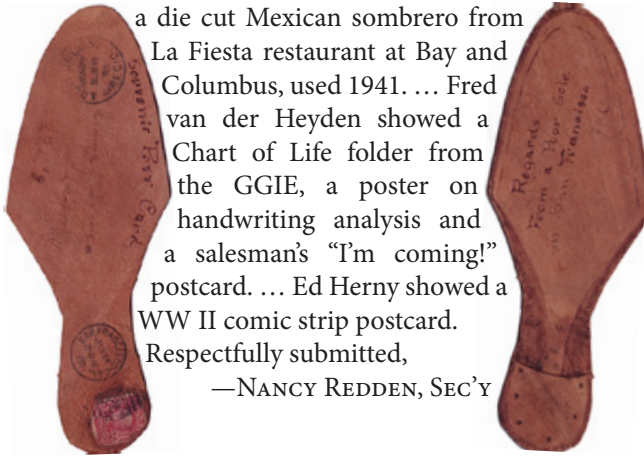 a die cut Mexican sombrero from
La Fiesta restaurant at Bay and
Columbus, used 1941. … Fred
van der Heyden showed a
Chart of Life folder from
the GGIE, a poster on
handwriting analysis and
a salesman’s “I’m coming!”
postcard. … Ed Herny showed a
WW II comic strip postcard.
Respectfully submitted,
—Nancy Redden, Sec’y
Souvenir Post Card
Regards
From a Poor Sole
in San Francisco